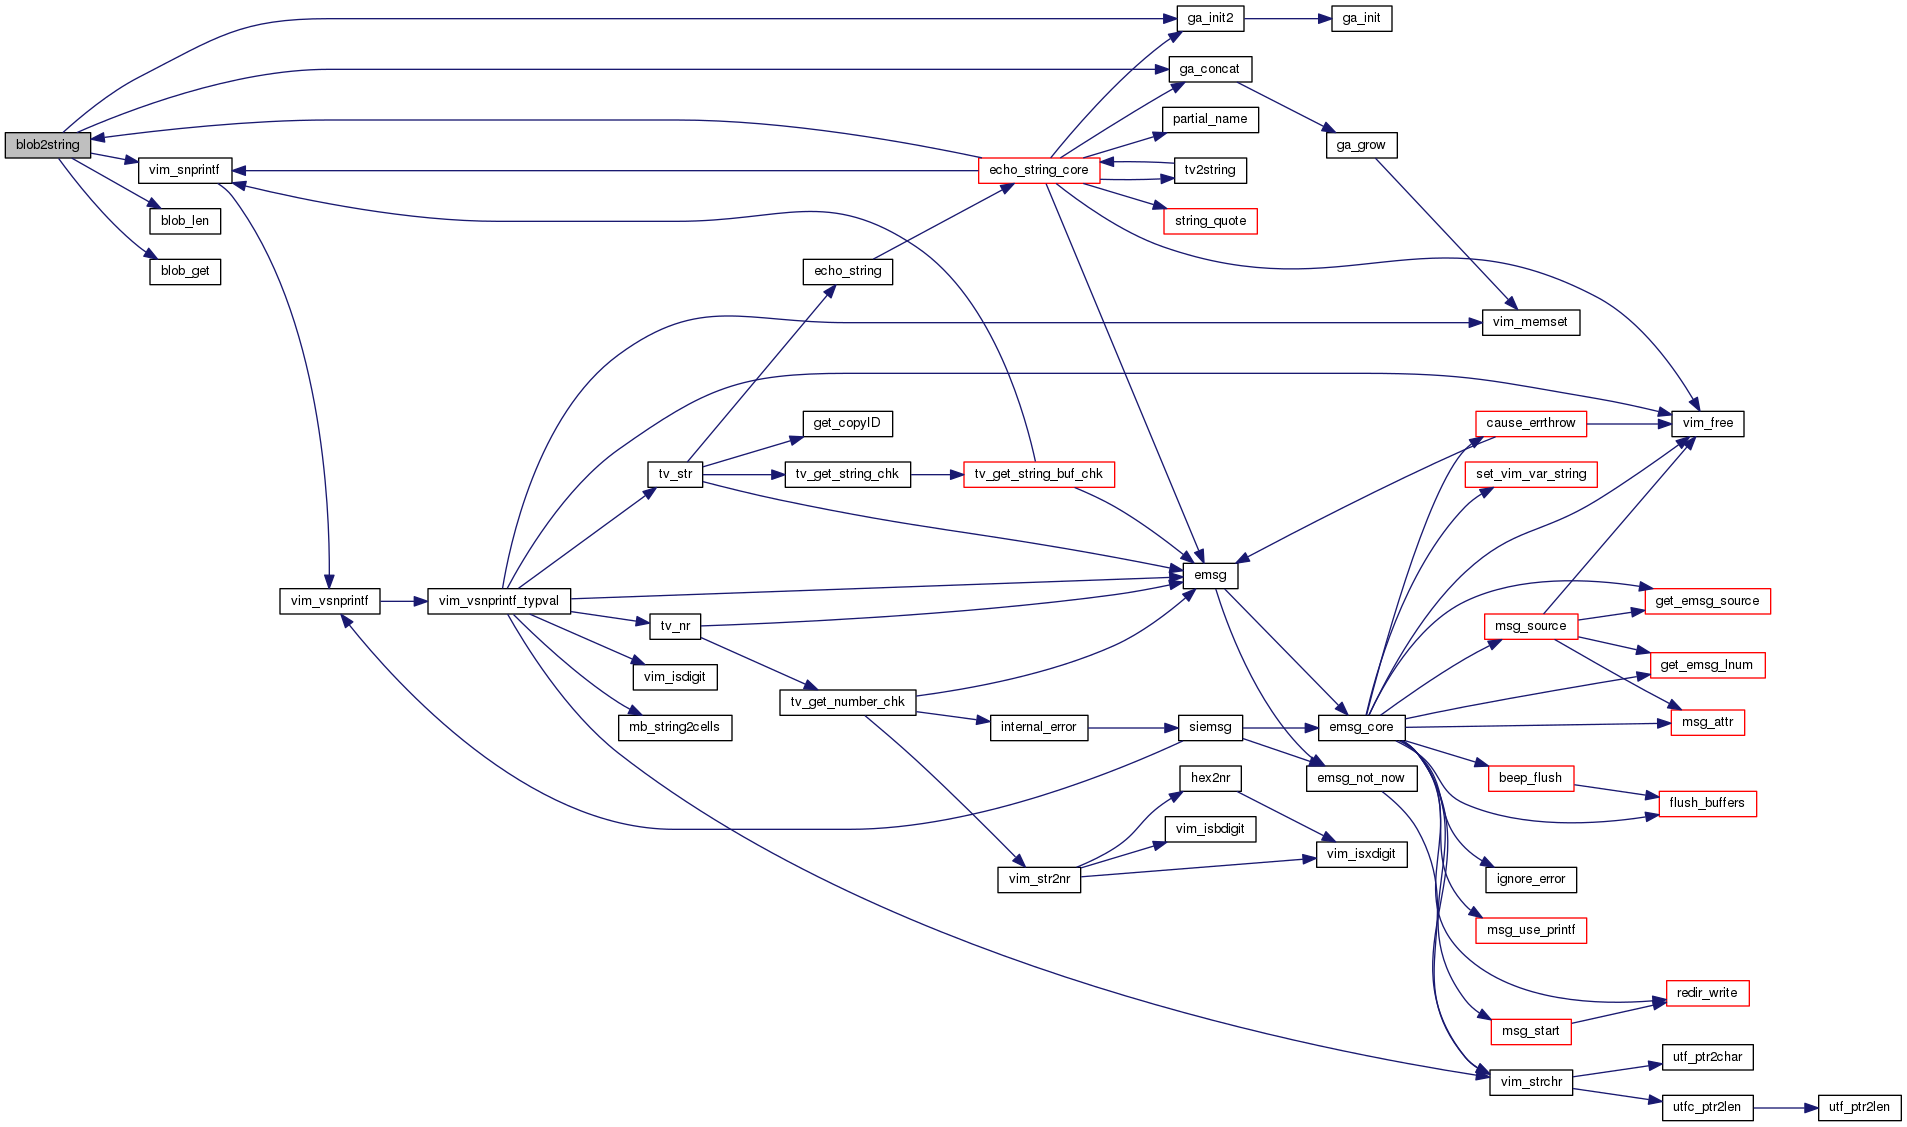 ga_init2
ga_init
ga_concat
partial_name
blob2string
ga_grow
vim_snprintf
echo_string_core
tv2string
blob_len
string_quote
blob_get
echo_string
vim_memset
get_copyID
cause_errthrow
vim_free
tv_str
tv_get_string_chk
tv_get_string_buf_chk
set_vim_var_string
emsg
vim_vsnprintf
vim_vsnprintf_typval
get_emsg_source
tv_nr
msg_source
vim_isdigit
get_emsg_lnum
tv_get_number_chk
mb_string2cells
internal_error
siemsg
emsg_core
msg_attr
hex2nr
emsg_not_now
beep_flush
flush_buffers
vim_isbdigit
vim_isxdigit
vim_str2nr
ignore_error
msg_use_printf
redir_write
msg_start
utf_ptr2char
vim_strchr
utfc_ptr2len
utf_ptr2len